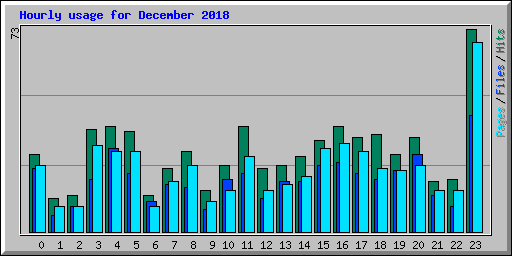 Hourly usage for December 2018
73
Pages / Files / Hits
0 1 2 3 4 5 6 7 8 9 10 11 12 13 14 15 16 17 18 19 20 21 22 23